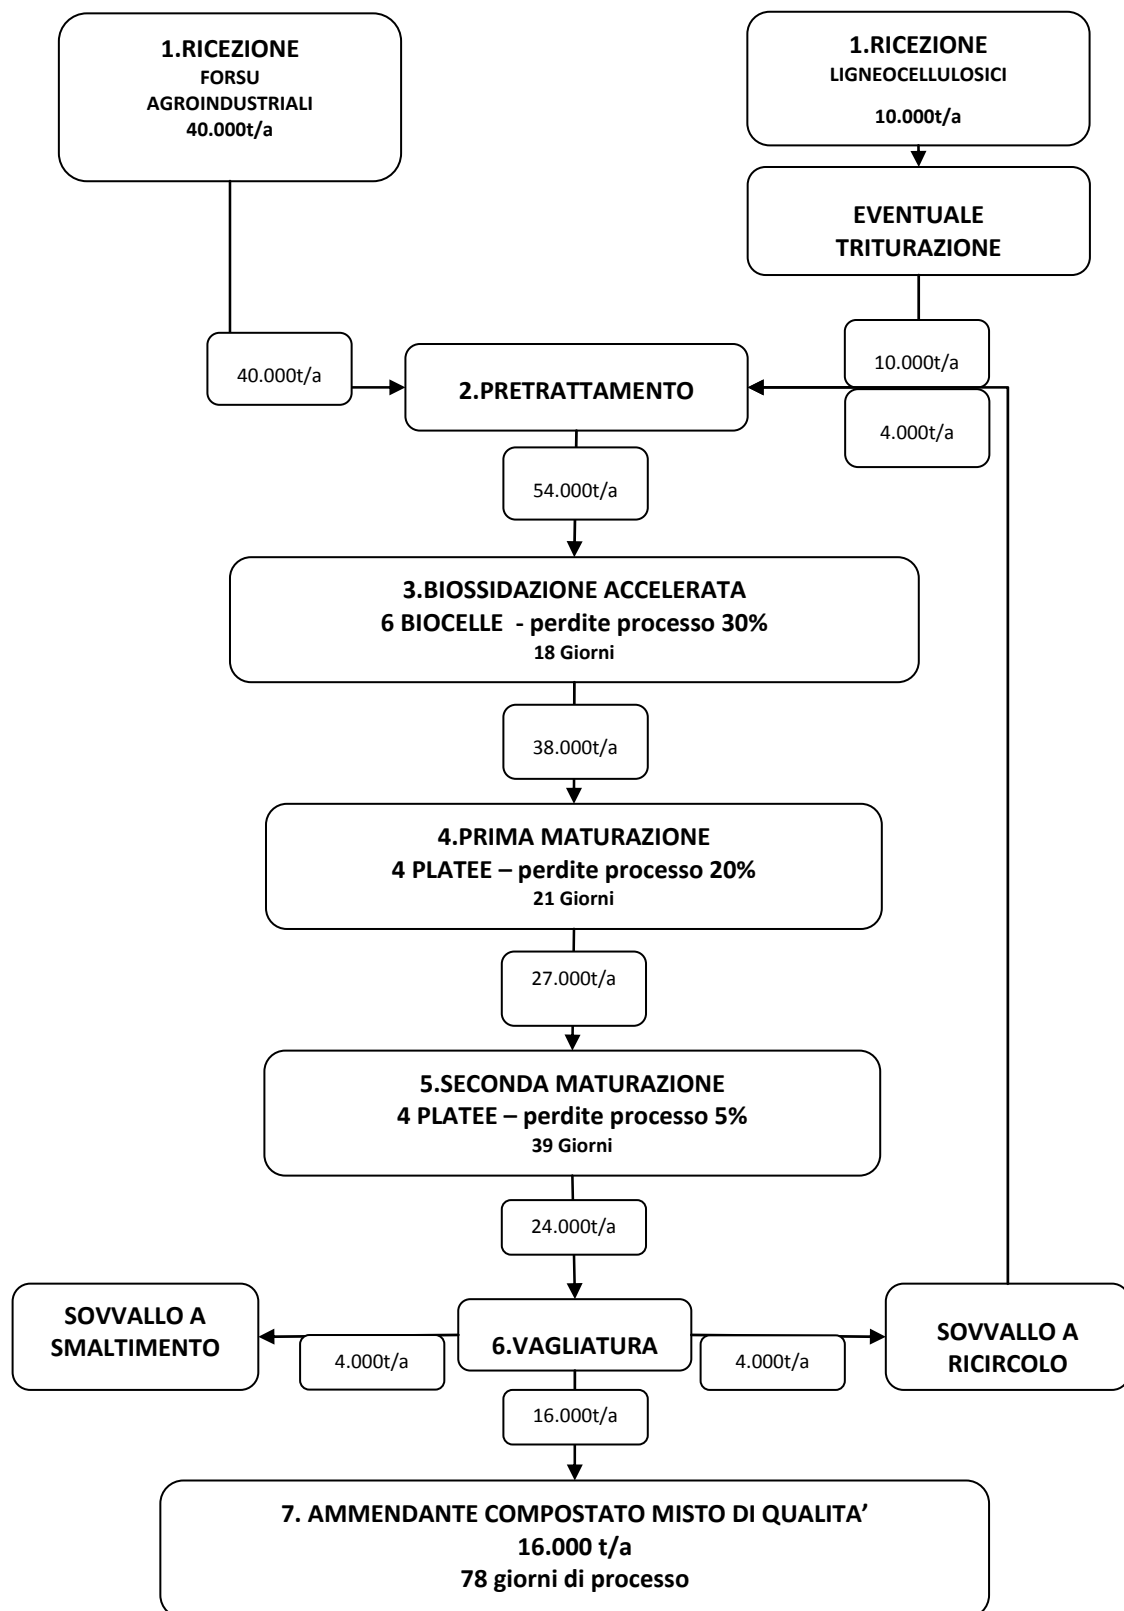 1.RICEZIONE
FORSU
AGROINDUSTRIALI
40.000t/a
1.RICEZIONE
LIGNEOCELLULOSICI
10.000t/a
EVENTUALE
TRITURAZIONE
40.000t/a
2.PRETRATTAMENTO
10.000t/a
4.000t/a
54.000t/a
3.BIOSSIDAZIONE ACCELERATA
6 BIOCELLE - perdite processo 30%
18 Giorni
38.000t/a
4.PRIMA MATURAZIONE
4 PLATEE – perdite processo 20%
21 Giorni
27.000t/a
5.SECONDA MATURAZIONE
4 PLATEE – perdite processo 5%
39 Giorni
24.000t/a
SOVVALLO A
SMALTIMENTO
4.000t/a
6.VAGLIATURA
4.000t/a
SOVVALLO A
RICIRCOLO
16.000t/a
7. AMMENDANTE COMPOSTATO MISTO DI QUALITA’
16.000 t/a
78 giorni di processo